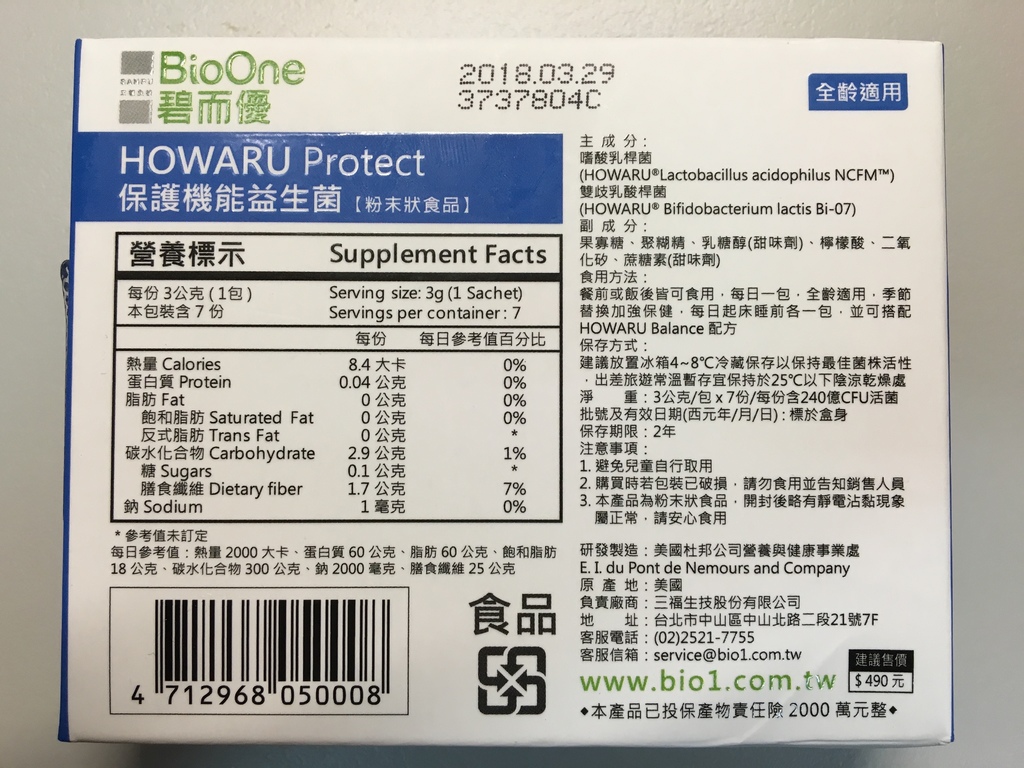 BioOne
碧而優
2018.03.29
3737804C
全齡適用
HOWARU Protect
保護機能益生菌【粉末狀食品】
營養標示 Supplement Facts
每份 3公克 ( 1包 ) Serving size: 3g (1 Sachet)
本包裝含 7 份 Servings per container : 7
每份 每日參考值百分比
熱量 Calories 8.4 大卡 0%
蛋白質 Protein 0.04 公克 0%
脂肪 Fat 0 公克 0%
飽和脂肪 Saturated Fat 0 公克 0%
反式脂肪 Trans Fat 0 公克 *
碳水化合物 Carbohydrate 2.9 公克 1%
糖 Sugars 0.1 公克 *
膳食纖維 Dietary fiber 1.7 公克 7%
鈉 Sodium 1 毫克 0%
* 參考值未訂定
每日參考值：熱量 2000 大卡、蛋白質 60 公克、脂肪 60 公克、飽和脂肪
18 公克、碳水化合物 300 公克、鈉 2000 毫克、膳食纖維 25 公克
4 712968 050008
食品
主 成 分：
嗜酸乳桿菌
(HOWARU®Lactobacillus acidophilus NCFM™)
雙歧乳酸桿菌
(HOWARU® Bifidobacterium lactis Bi-07)
副 成 分：
果寡糖、聚糊精、乳糖醇(甜味劑)、檸檬酸、二氧
化矽、蔗糖素(甜味劑)
食用方法：
餐前或飯後皆可食用，每日一包，全齡適用，季節
替換加強保健，每日起床睡前各一包，並可搭配
HOWARU Balance 配方
保存方式：
建議放置冰箱4~8℃冷藏保存以保持最佳菌株活性
，出差旅遊常溫暫存宜保持於25℃以下陰涼乾燥處
淨 重：3公克/包 x 7份/每份含240億CFU活菌
批號及有效日期(西元年/月/日)：標於盒身
保存期限：2年
注意事項：
1. 避免兒童自行取用
2. 購買時若包裝已破損，請勿食用並告知銷售人員
3. 本產品為粉末狀食品，開封後略有靜電沾黏現象
屬正常，請安心食用
研發製造：美國杜邦公司營養與健康事業處
E. I. du Pont de Nemours and Company
原 產 地：美國
負責廠商：三福生技股份有限公司
地 址：台北市中山區中山北路二段21號7F
客服電話：(02)2521-7755
客服信箱：service@bio1.com.tw
www.bio1.com.tw
建議售價
$ 490 元
◆本產品已投保產物責任險 2000 萬元整◆